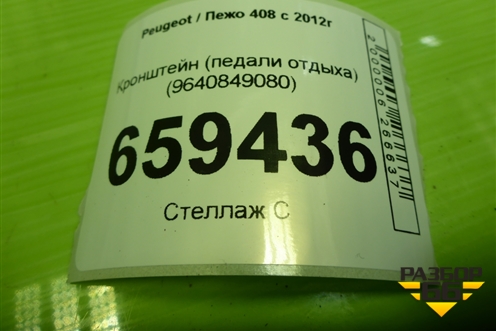 Peugeot / Пежо 408 с 2012г
Кронштейн (педали отдыха)
(9640849080)
659436
Стеллаж С
2000006266637
РАЗБОР